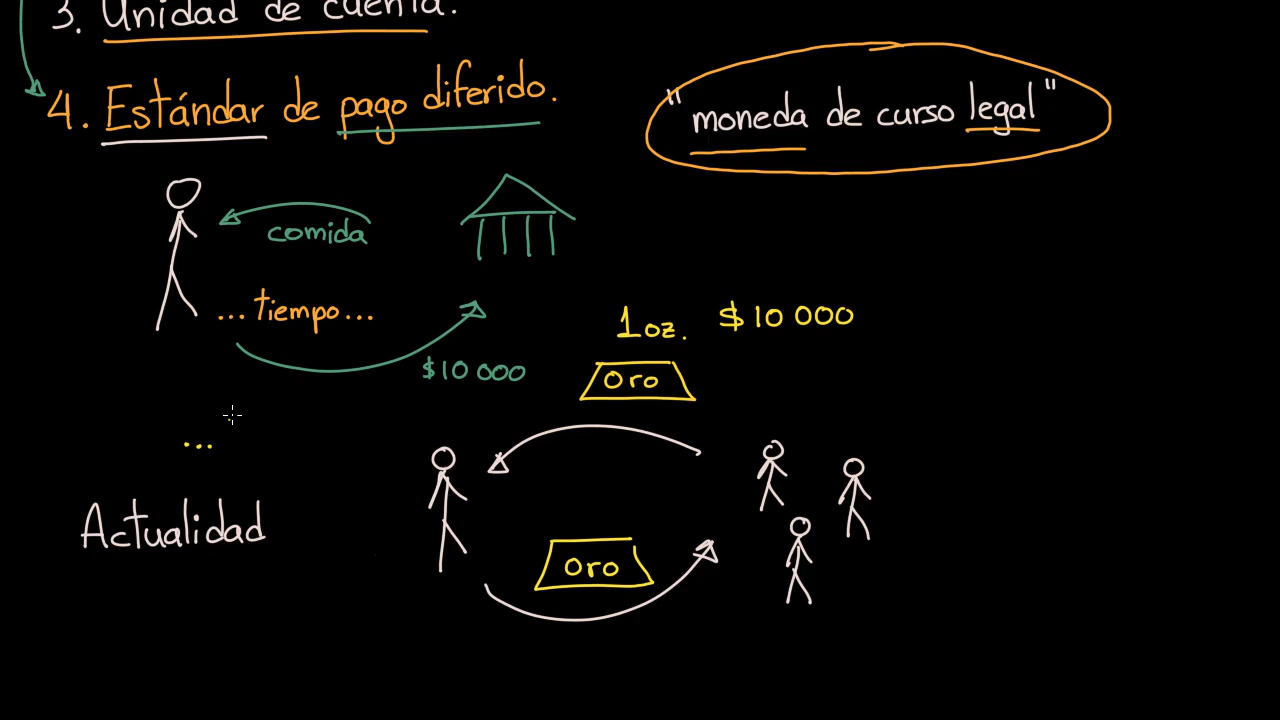 3. Unidad de cuenta.
4. Estándar de pago diferido.
"moneda de curso legal"
comida
...tiempo...
$10 000
1oz. $10 000
Oro
...
Actualidad
Oro